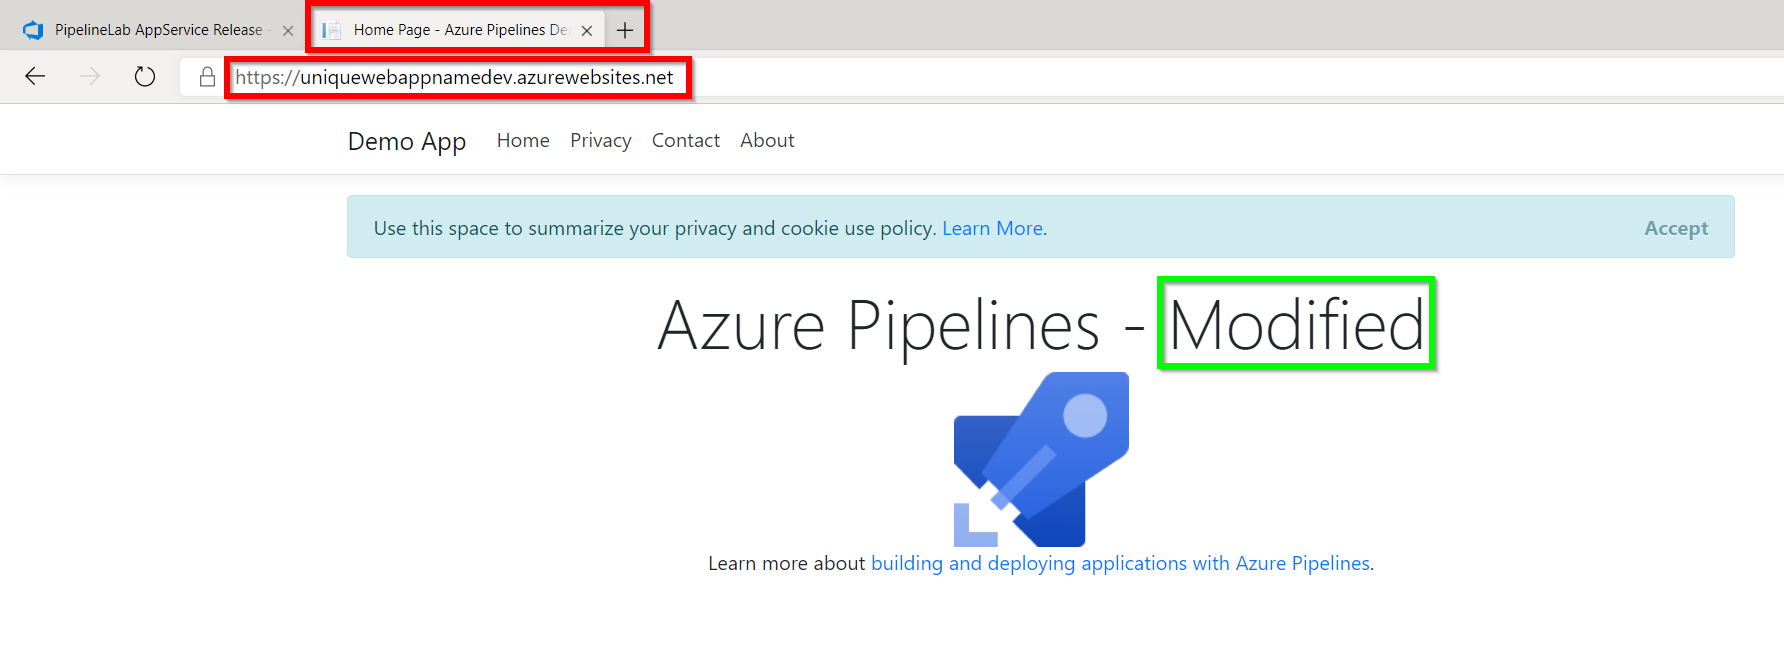 PipelineLab AppService Release -
Home Page - Azure Pipelines De
https://uniquewebappnamedev.azurewebsites.net
Demo App Home Privacy Contact About
Use this space to summarize your privacy and cookie use policy. Learn More. Accept
Azure Pipelines - Modified
Learn more about building and deploying applications with Azure Pipelines.